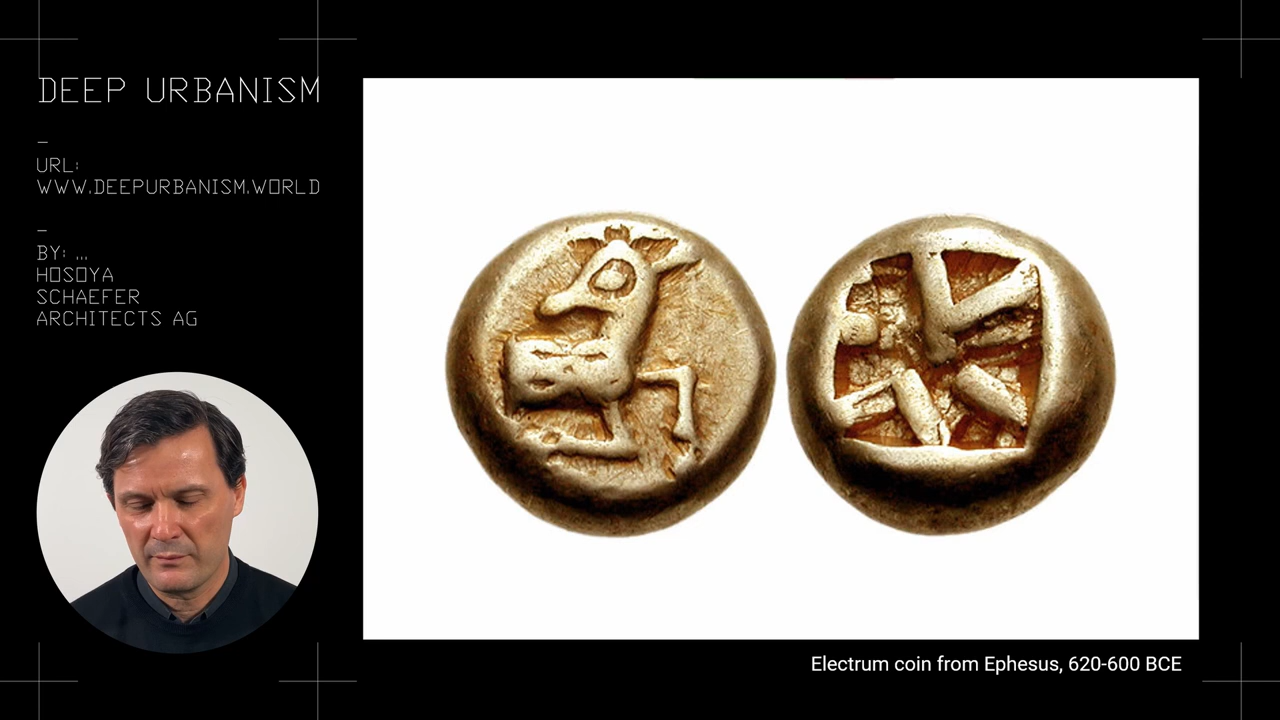 DEEP URBANISM
–
URL:
WWW.DEEPURBANISM.WORLD
–
BY: ...
HOSOYA
SCHAEFER
ARCHITECTS AG
Electrum coin from Ephesus, 620-600 BCE